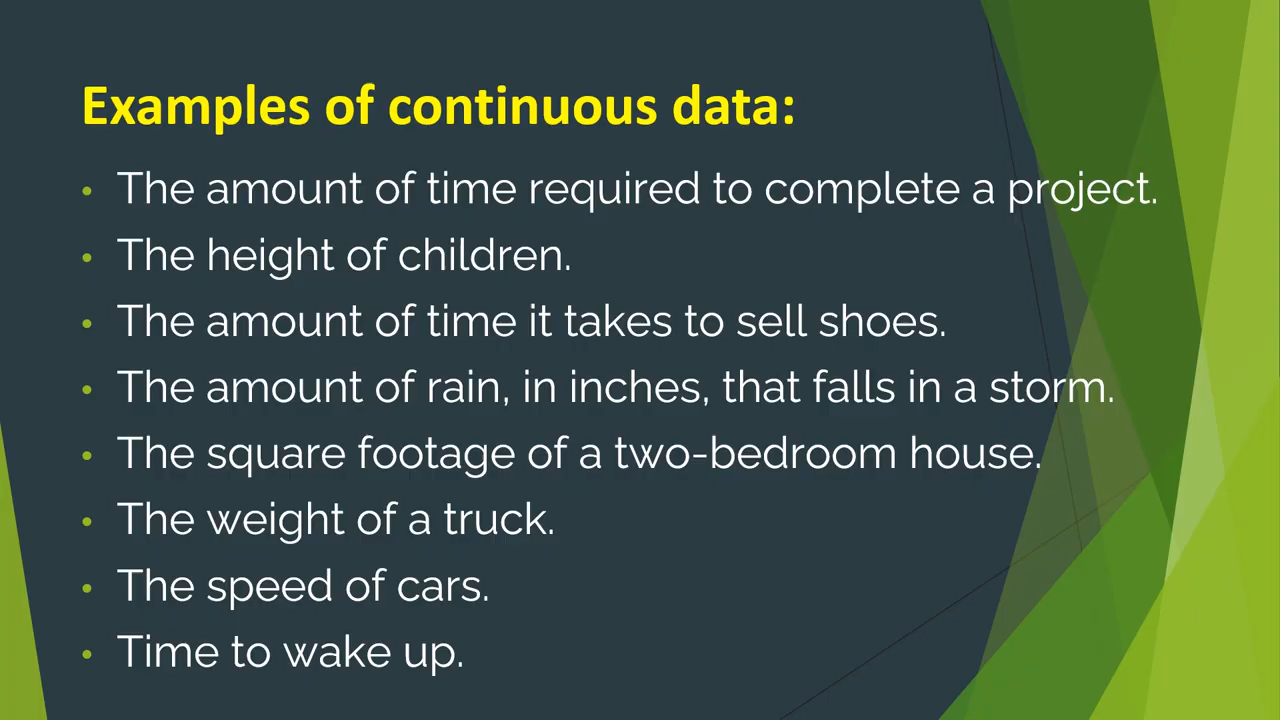 Examples of continuous data:
• The amount of time required to complete a project.
• The height of children.
• The amount of time it takes to sell shoes.
• The amount of rain, in inches, that falls in a storm.
• The square footage of a two-bedroom house.
• The weight of a truck.
• The speed of cars.
• Time to wake up.